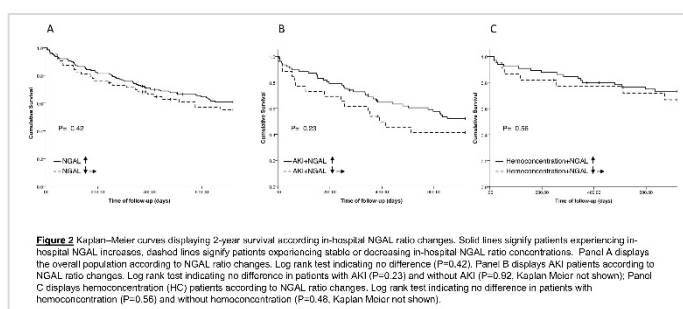 A
B
C
Cumulative Survival
P= 0.42
NGAL
NGAL
Time of follow-up (days)
Cumulative Survival
P= 0.23
AKI+NGAL
AKI+NGAL
Time of follow-up (days)
Cumulative Survival
P= 0.56
Hemoconcentration+NGAL
Hemoconcentration+NGAL
Time of follow-up (days)
Figure 2 Kaplan–Meier curves displaying 2-year survival according in-hospital NGAL ratio changes. Solid lines signify patients experiencing in-
hospital NGAL increases, dashed lines signify patients experiencing stable or decreasing in-hospital NGAL ratio concentrations. Panel A displays
the overall population according to NGAL ratio changes. Log rank test indicating no difference (P=0.42). Panel B displays AKI patients according to
NGAL ratio changes. Log rank test indicating no difference in patients with AKI (P=0.23) and without AKI (P=0.92, Kaplan Meier not shown); Panel
C displays hemoconcentration (HC) patients according to NGAL ratio changes. Log rank test indicating no difference in patients with
hemoconcentration (P=0.56) and without hemoconcentration (P=0.48, Kaplan Meier not shown).